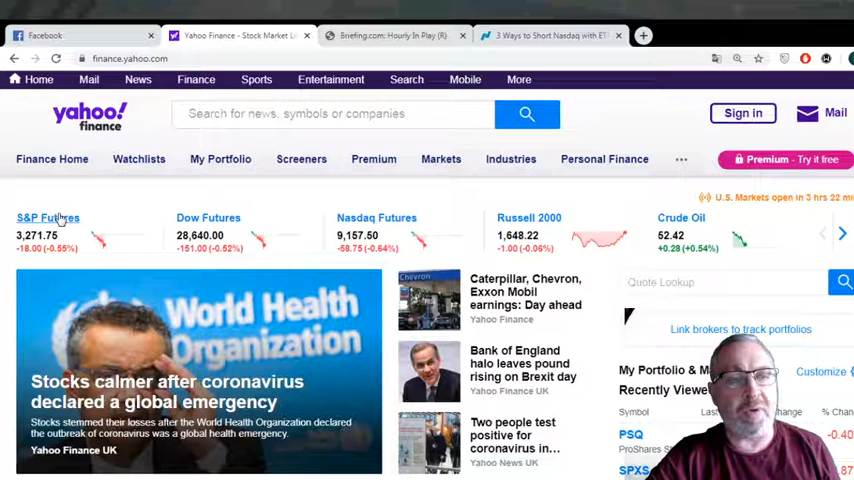 Facebook
Yahoo Finance - Stock Market Li
Briefing.com: Hourly In Play (R)
3 Ways to Short Nasdaq with ET
finance.yahoo.com
Home Mail News Finance Sports Entertainment Search Mobile More
yahoo!
finance
Search for news, symbols or companies
Sign in
Mail
Finance Home Watchlists My Portfolio Screeners Premium Markets Industries Personal Finance ...
Premium - Try it free
U.S. Markets open in 3 hrs 22 min
S&P Futures
3,271.75
-18.00 (-0.55%)
Dow Futures
28,640.00
-151.00 (-0.52%)
Nasdaq Futures
9,157.50
-58.75 (-0.64%)
Russell 2000
1,648.22
-1.00 (-0.06%)
Crude Oil
52.42
+0.28 (+0.54%)
World Health
Organization
Stocks calmer after coronavirus
declared a global emergency
Stocks stemmed their losses after the World Health Organization declared
the outbreak of coronavirus was a global health emergency.
Yahoo Finance UK
Chevron
Caterpillar, Chevron,
Exxon Mobil
earnings: Day ahead
Yahoo Finance
Bank of England
halo leaves pound
rising on Brexit day
Yahoo Finance UK
Two people test
positive for
coronavirus in...
Yahoo News UK
Quote Lookup
Link brokers to track portfolios
My Portfolio & M
Customize
Recently Viewe
Symbol Las hange % Chan
PSQ -0.40
ProShares S
SPXS .87